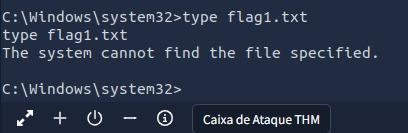 C:\Windows\system32>type flag1.txt
type flag1.txt
The system cannot find the file specified.
C:\Windows\system32>
Caixa de Ataque THM